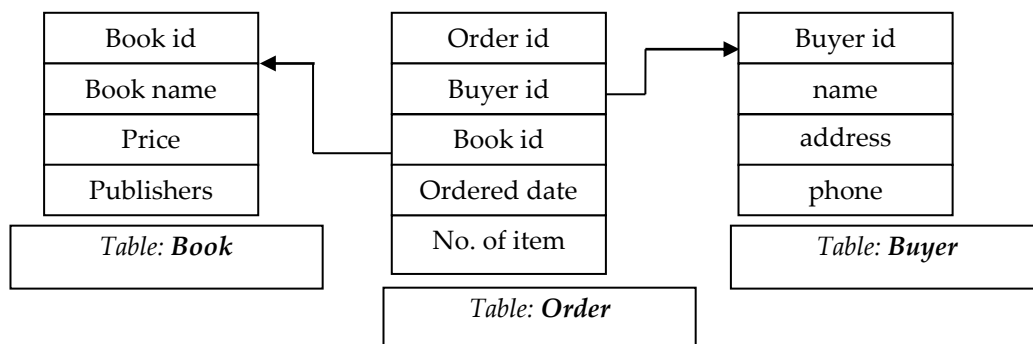 Book id
Book name
Price
Publishers
Table: Book
Order id
Buyer id
Book id
Ordered date
No. of item
Table: Order
Buyer id
name
address
phone
Table: Buyer